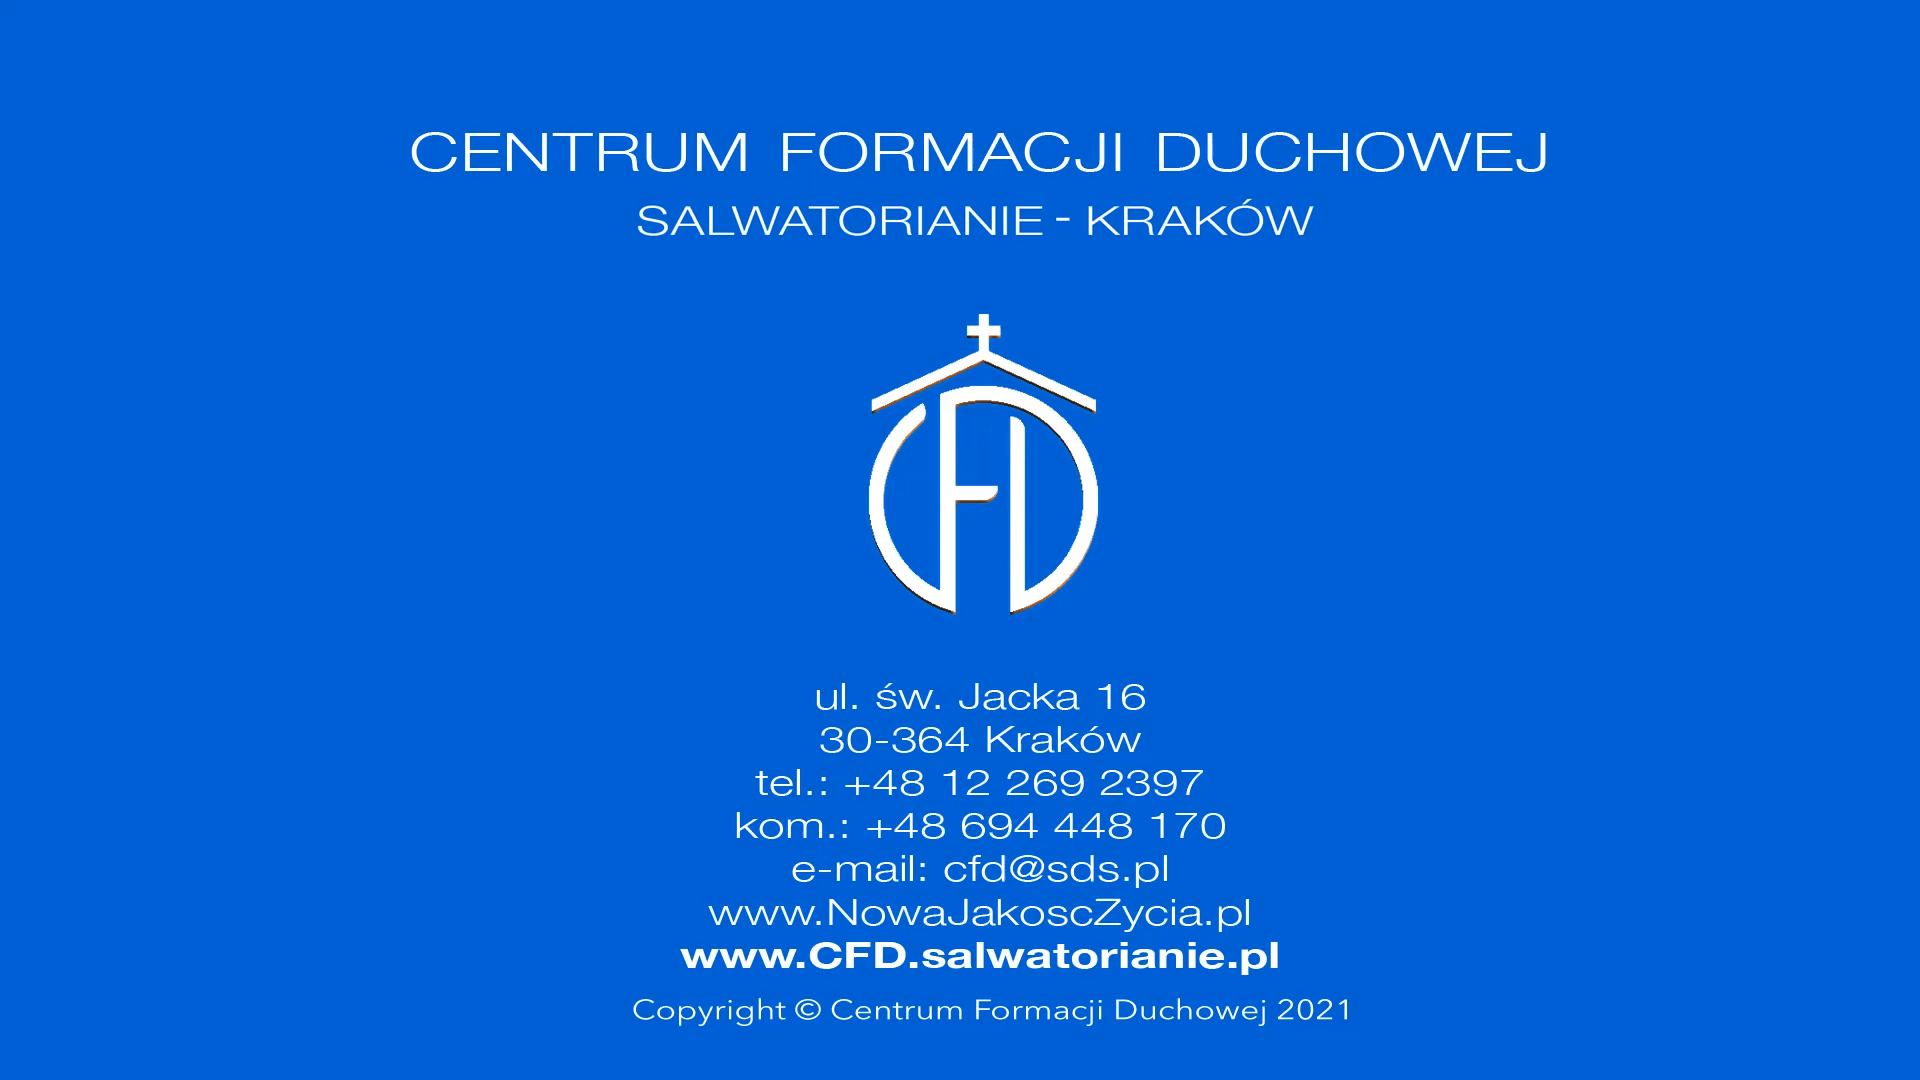 CENTRUM FORMACJI DUCHOWEJ
SALWATORIANIE - KRAKÓW
CFD
ul. św. Jacka 16
30-364 Kraków
tel.: +48 12 269 2397
kom.: +48 694 448 170
e-mail: cfd@sds.pl
www.NowaJakoscZycia.pl
www.CFD.salwatorianie.pl
Copyright © Centrum Formacji Duchowej 2021